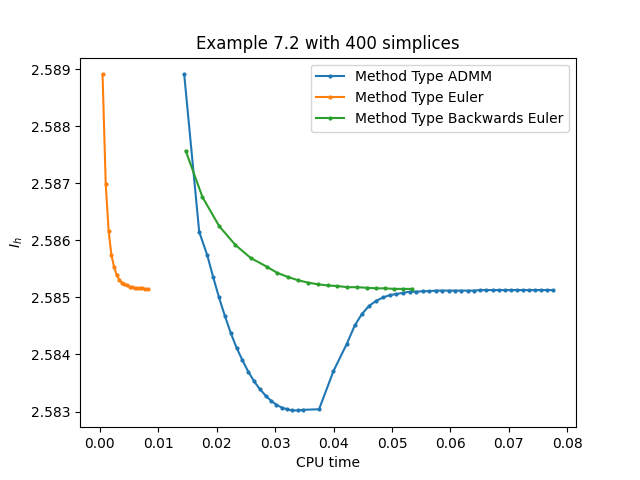 Example 7.2 with 400 simplices
Method Type ADMM
Method Type Euler
Method Type Backwards Euler
2.589
2.588
2.587
2.586
2.585
2.584
2.583
I_h
0.00 0.01 0.02 0.03 0.04 0.05 0.06 0.07 0.08
CPU time